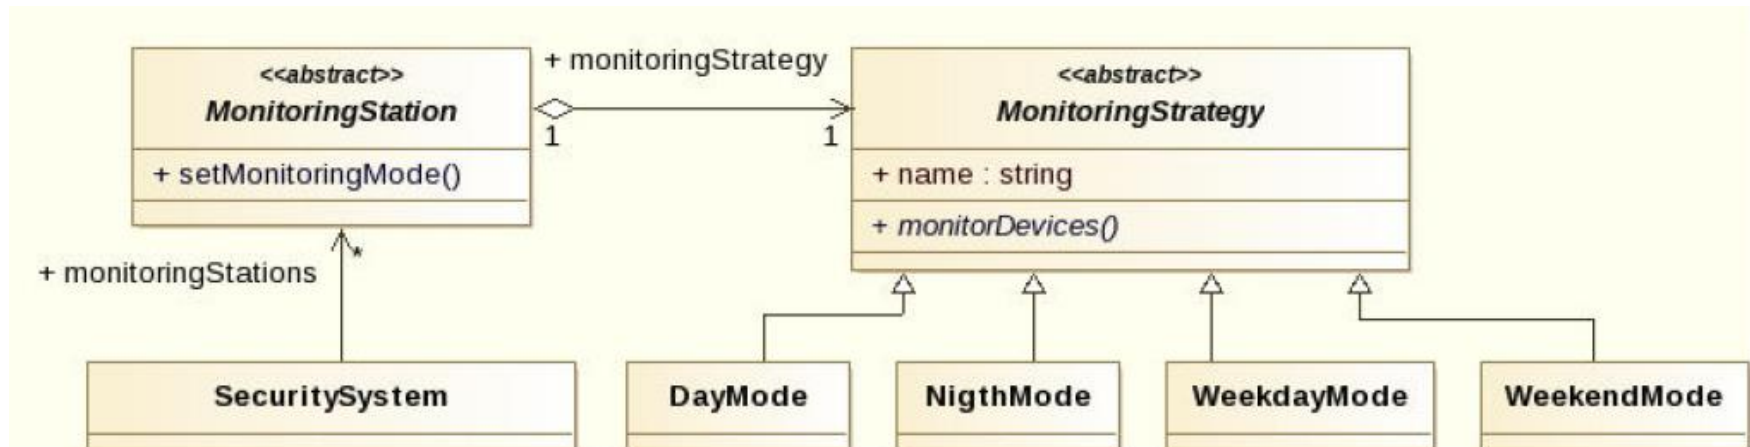 <<abstract>>
MonitoringStation
+ setMonitoringMode()
+ monitoringStrategy
1
1
<<abstract>>
MonitoringStrategy
+ name : string
+ monitorDevices()
*
+ monitoringStations
SecuritySystem
DayMode
NigthMode
WeekdayMode
WeekendMode